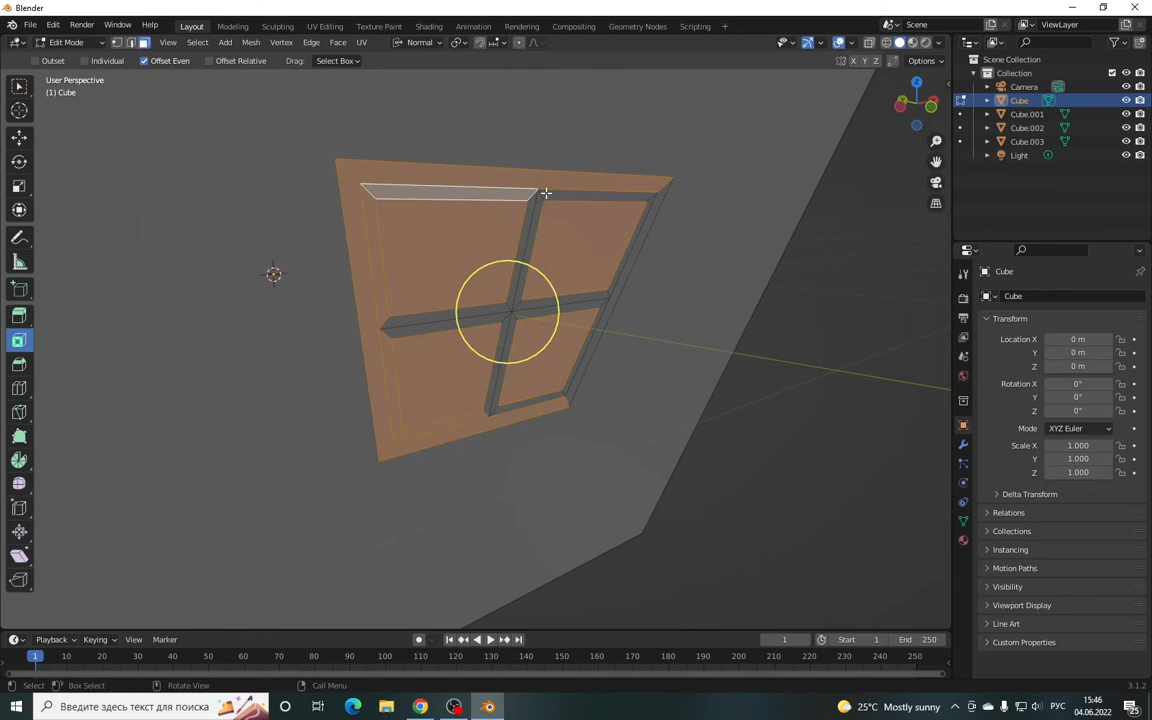 Blender
File Edit Render Window Help Layout Modeling Sculpting UV Editing Texture Paint Shading Animation Rendering Compositing Geometry Nodes Scripting + Scene ViewLayer
Edit Mode View Select Add Mesh Vertex Edge Face UV Normal
Outset Individual Offset Even Offset Relative Drag: Select Box X Y Z Options
User Perspective
(1) Cube
Scene Collection
Collection
Camera
Cube
Cube.001
Cube.002
Cube.003
Light
Cube
Cube
Transform
Location X 0 m
Y 0 m
Z 0 m
Rotation X 0°
Y 0°
Z 0°
Mode XYZ Euler
Scale X 1.000
Y 1.000
Z 1.000
Delta Transform
Relations
Collections
Instancing
Motion Paths
Visibility
Viewport Display
Line Art
Custom Properties
Playback Keying View Marker 1 Start 1 End 250
1 10 20 30 40 50 60 70 80 90 100 110 120 130 140 150 160 170 180 190 200 210 220 230 240 250
Select Box Select Rotate View Call Menu 3.1.2
Введите здесь текст для поиска 25°C Mostly sunny РУС 15:46
04.06.2022 25